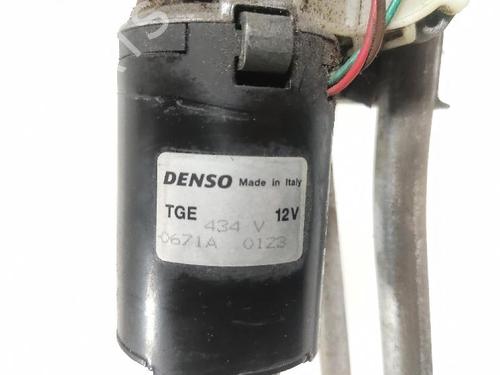 DENSO Made in Italy
TGE 12V
434 V
0671A 0123